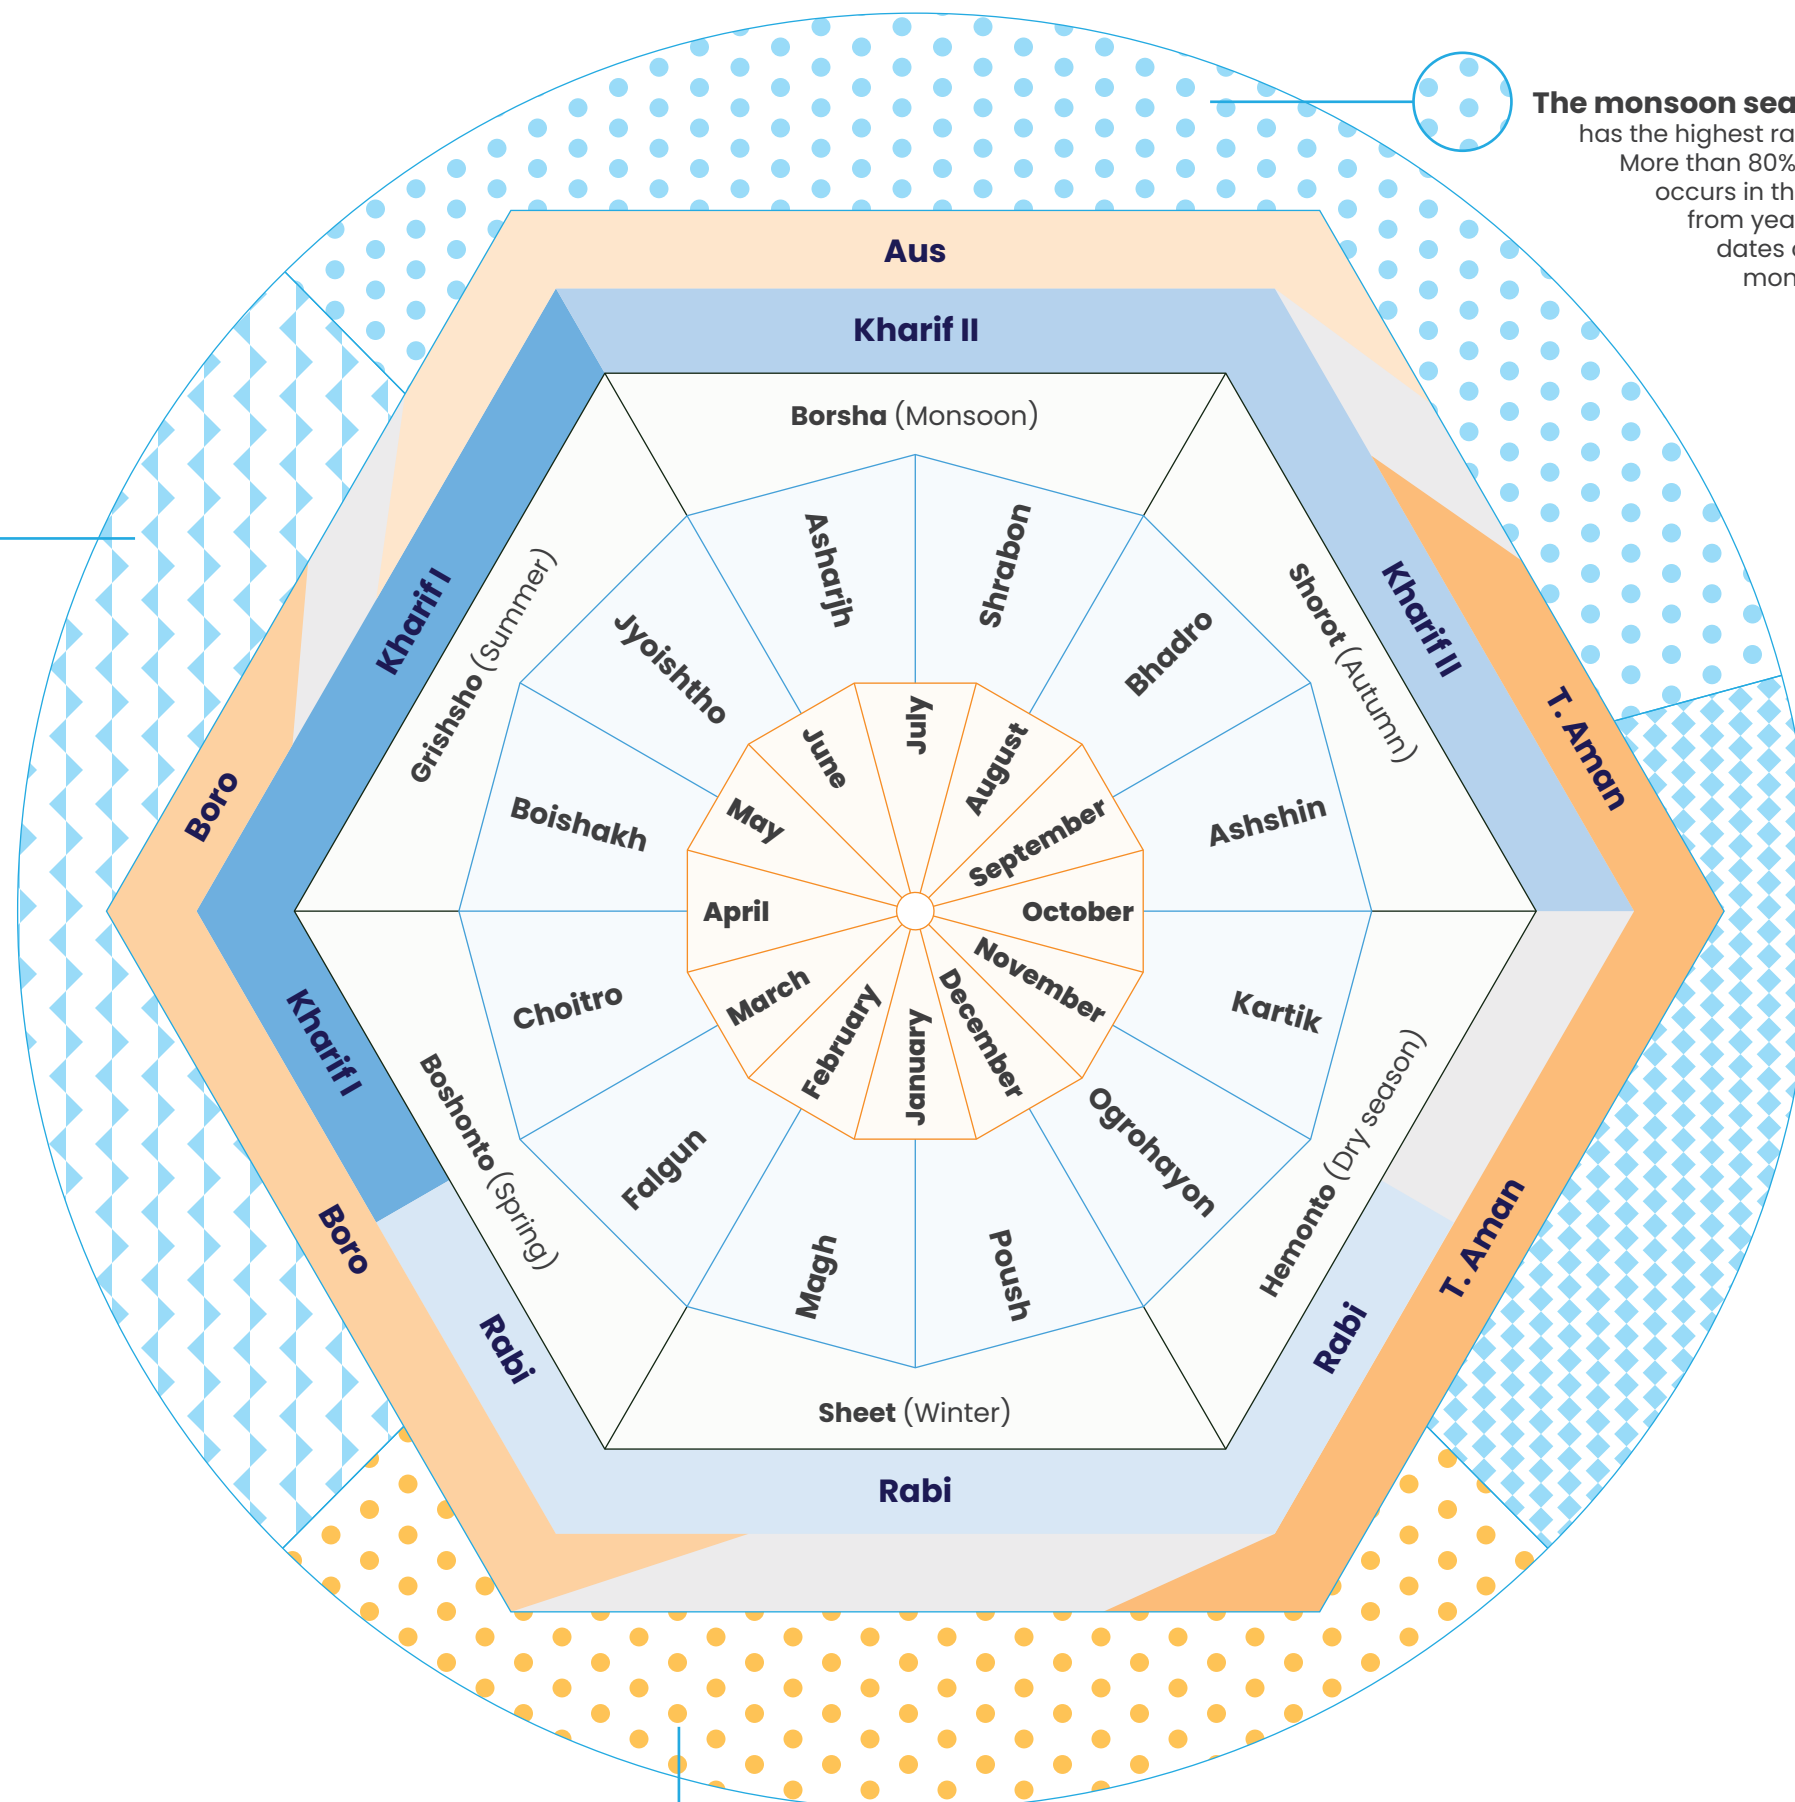 The monsoon sea
has the highest ra
More than 80%
occurs in th
from yea
dates
mon
Aus
Kharif II
Borsha (Monsoon)
Kharif I
Kharif II
Grishsho (Summer)
Shorot (Autumn)
T. Aman
Boro
Asharjh
Shrabon
Jyoishtho
Bhadro
Boishakh
Ashshin
June
July
August
May
September
April
October
March
November
February
January
December
Choitro
Kartik
Falgun
Ogrohayon
Magh
Poush
Kharif I
Boshonto (Spring)
Hemonto (Dry season)
Boro
T. Aman
Rabi
Rabi
Sheet (Winter)
Rabi